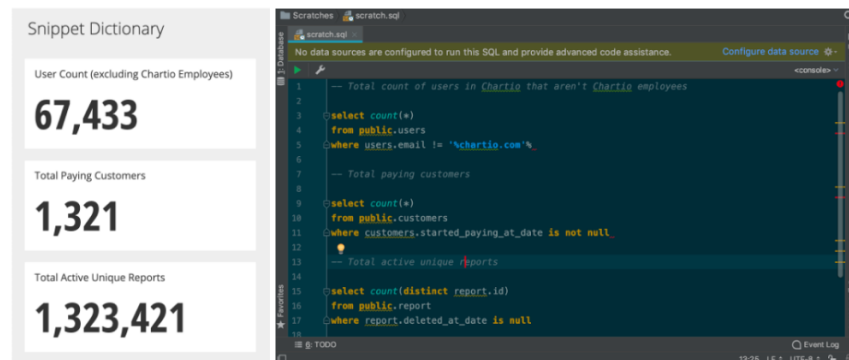 Snippet Dictionary
User Count (excluding Chartio Employees)
67,433
Total Paying Customers
1,321
Total Active Unique Reports
1,323,421
Scratches scratch.sql
scratch.sql
No data sources are configured to run this SQL and provide advanced code assistance. Configure data source
<console>
1: Database
1 -- Total count of users in Chartio that aren't Chartio employees
2
3 select count(*)
4 from public.users
5 where users.email != '%chartio.com'%
6
7 -- Total paying customers
8
9 select count(*)
10 from public.customers
11 where customers.started_paying_at_date is not null
12
13 -- Total active unique reports
14
15 select count(distinct report.id)
16 from public.report
17 where report.deleted_at_date is null
18
Favorites
6: TODO
Event Log
13:25 LF UTF-8